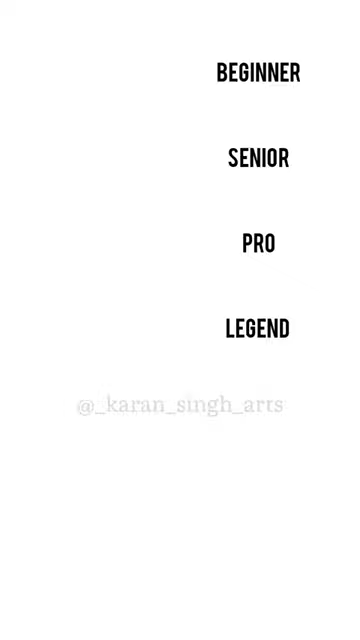 BEGINNER
SENIOR
PRO
LEGEND
@_karan_singh_arts